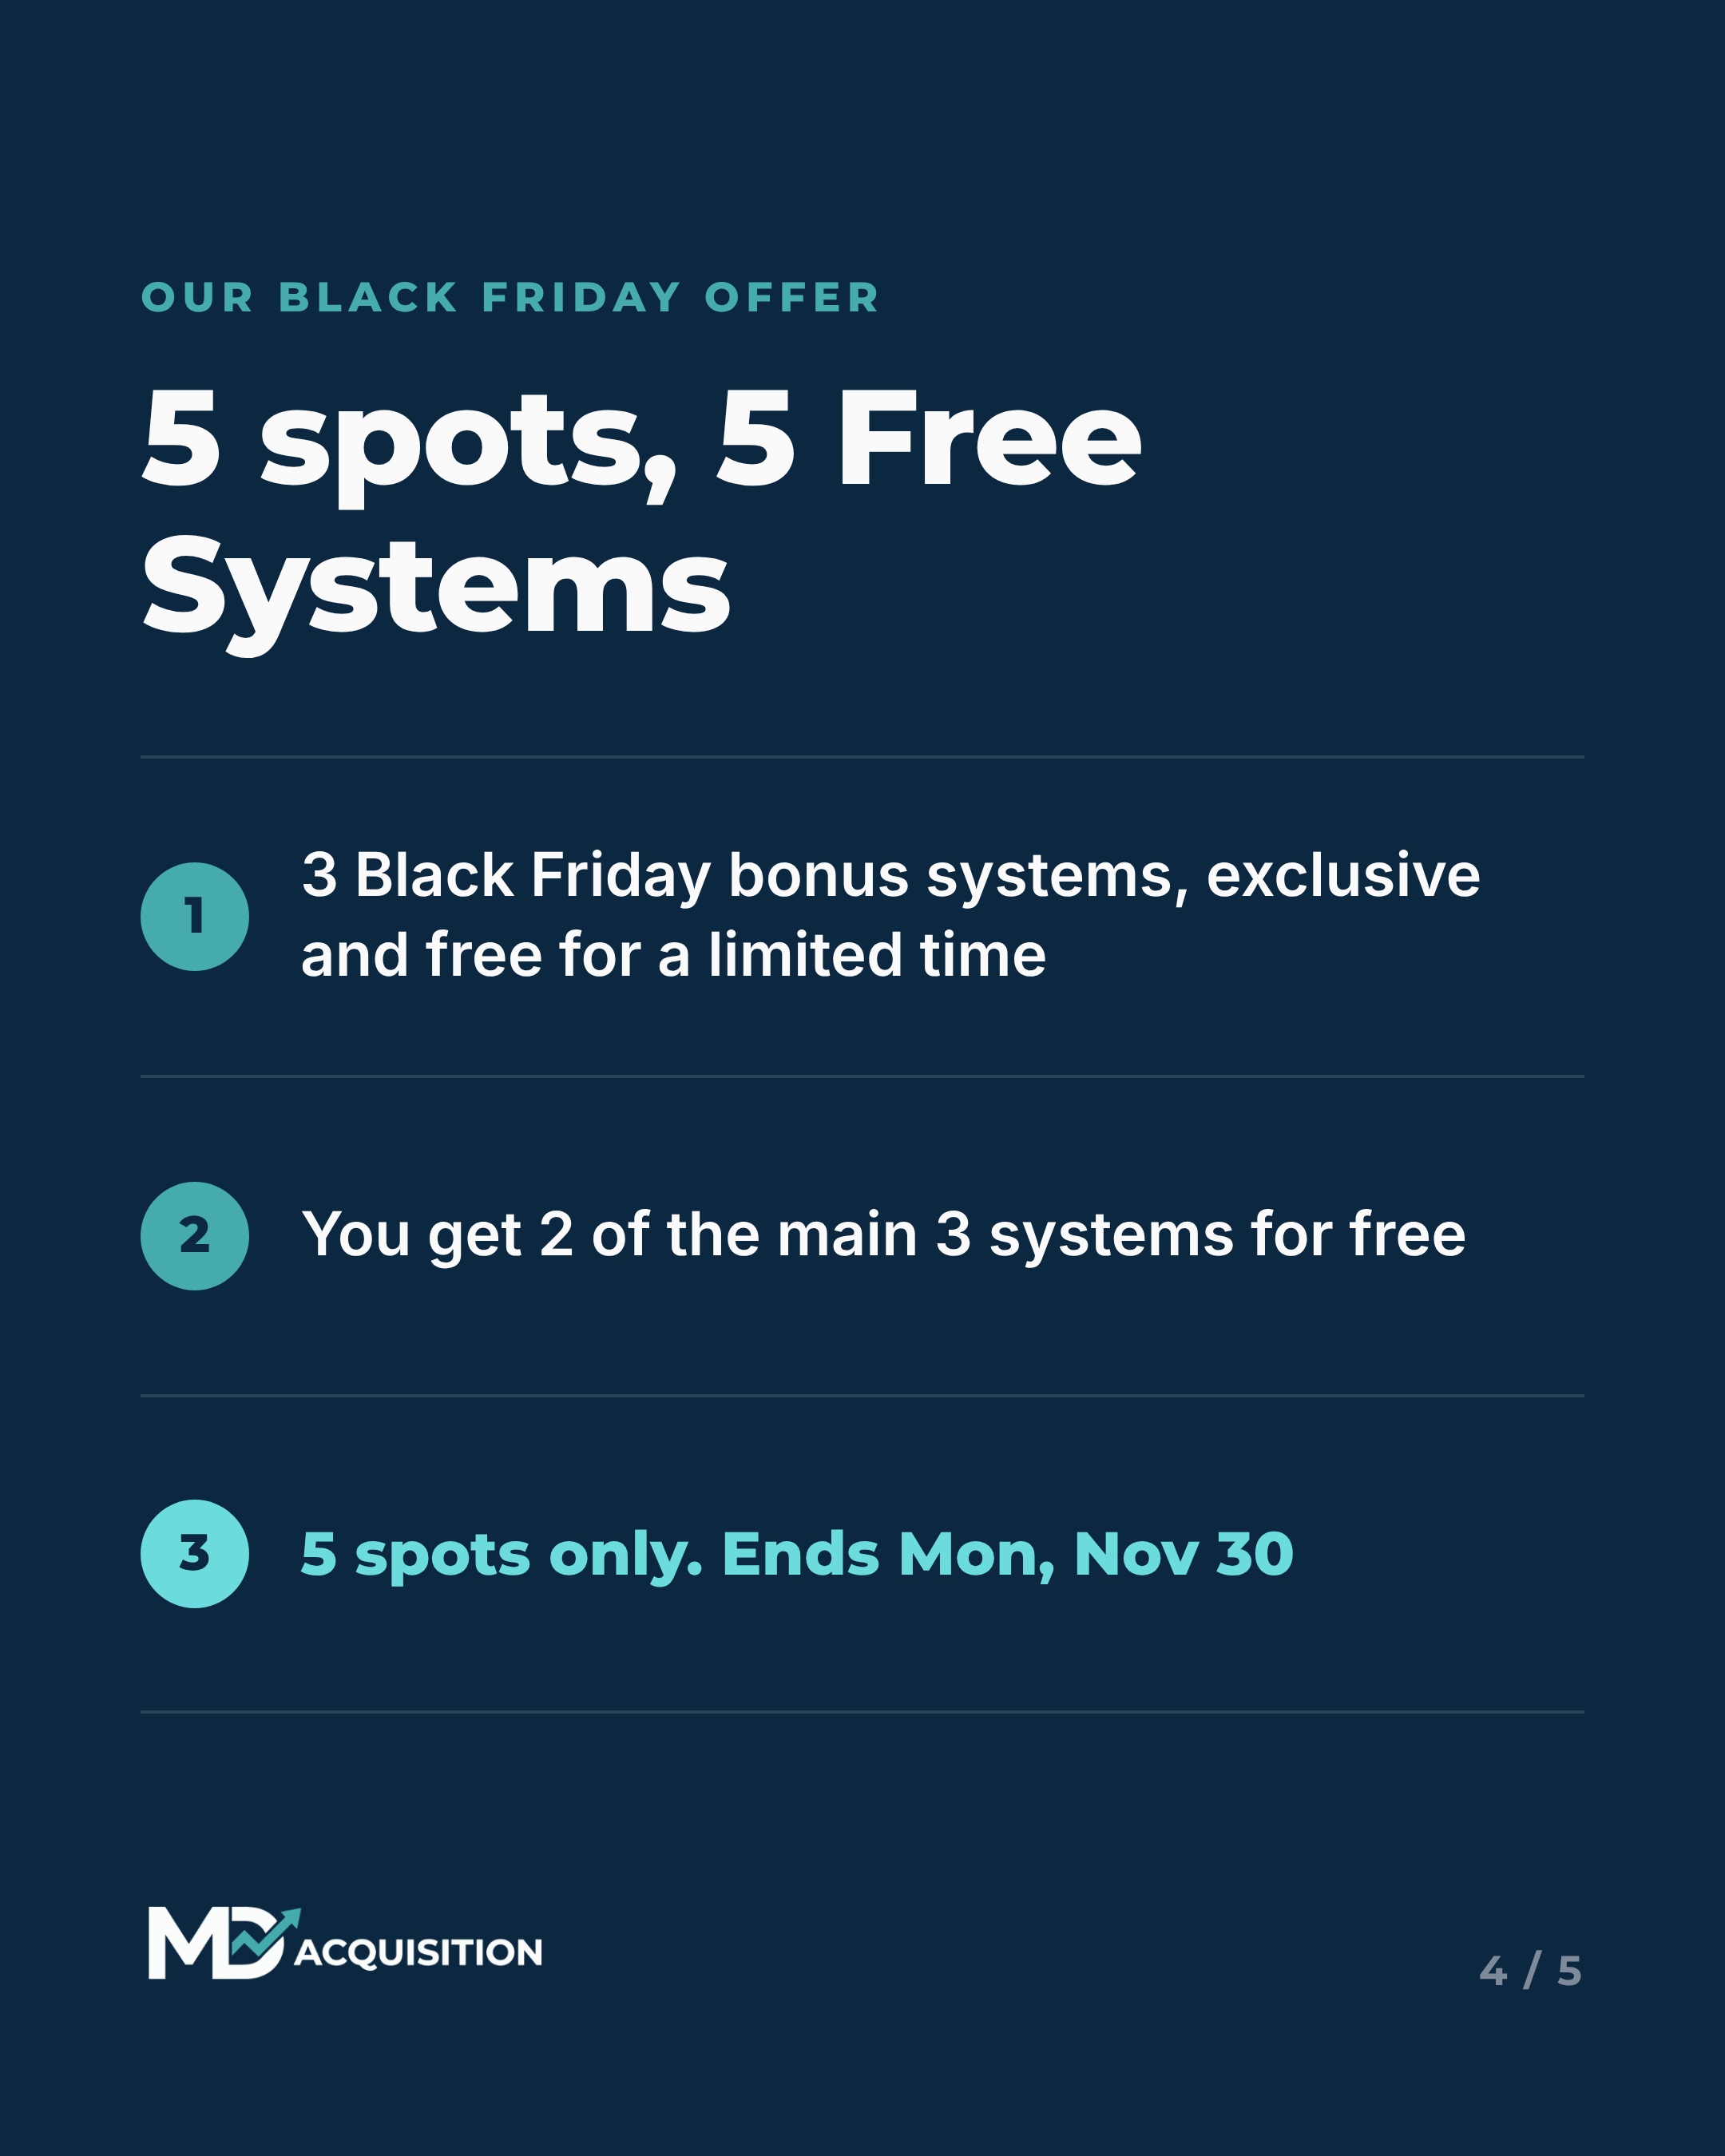 OUR BLACK FRIDAY OFFER
5 spots, 5 Free
Systems
1
3 Black Friday bonus systems, exclusive
and free for a limited time
2
You get 2 of the main 3 systems for free
3
5 spots only. Ends Mon, Nov 30
MD ACQUISITION
4 / 5